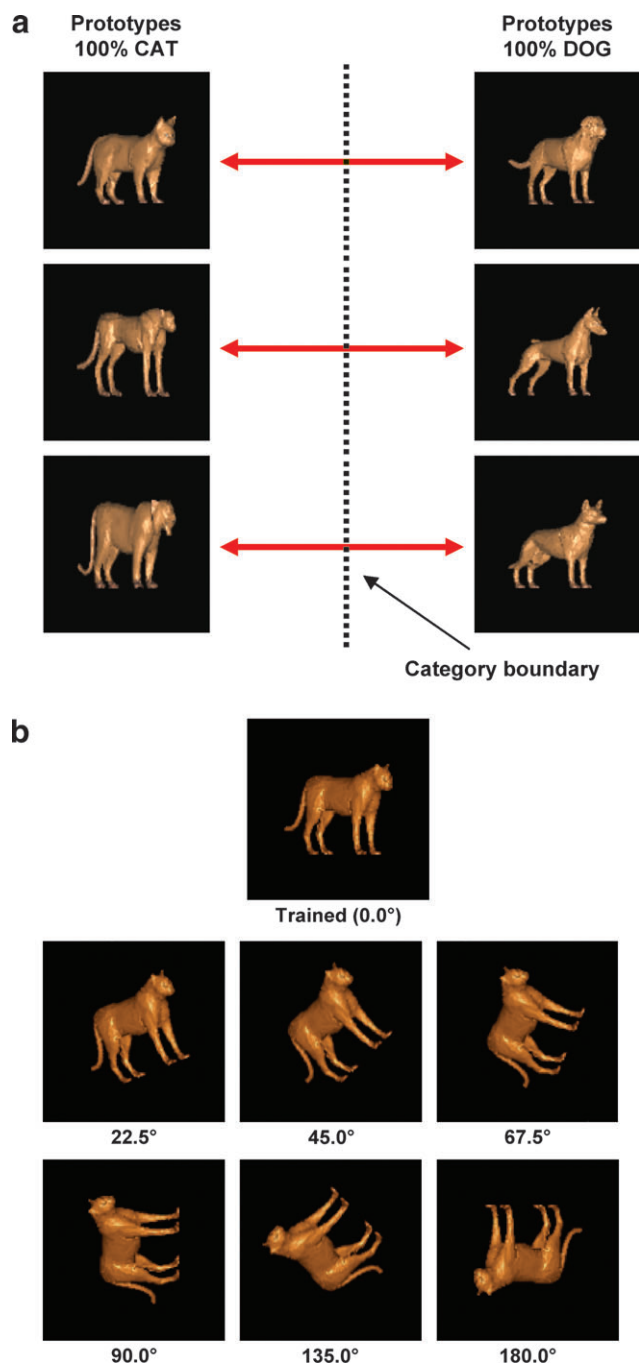 a
Prototypes
100% CAT
Prototypes
100% DOG
Category boundary
b
Trained (0.0°)
22.5°
45.0°
67.5°
90.0°
135.0°
180.0°